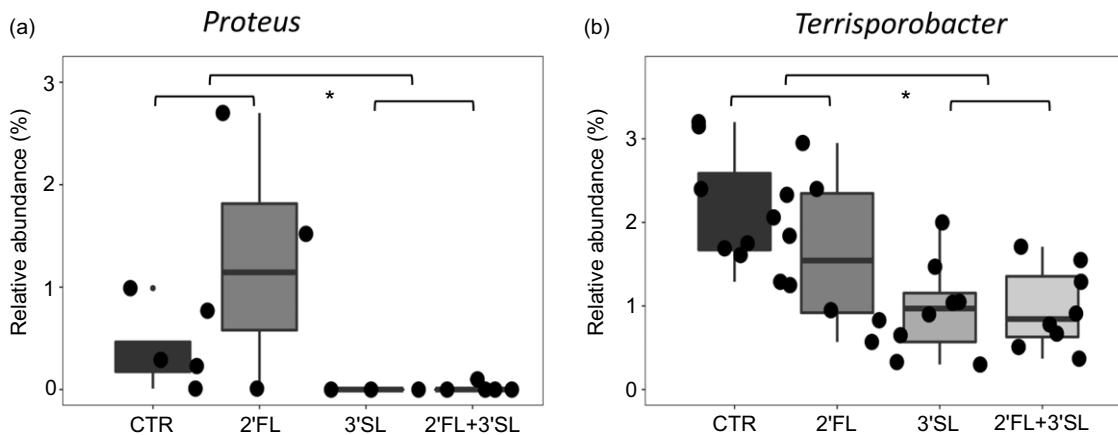 (a) Proteus
Relative abundance (%)
3
2
1
0
*
CTR 2'FL 3'SL 2'FL+3'SL
(b) Terrisporobacter
Relative abundance (%)
3
2
1
0
*
CTR 2'FL 3'SL 2'FL+3'SL